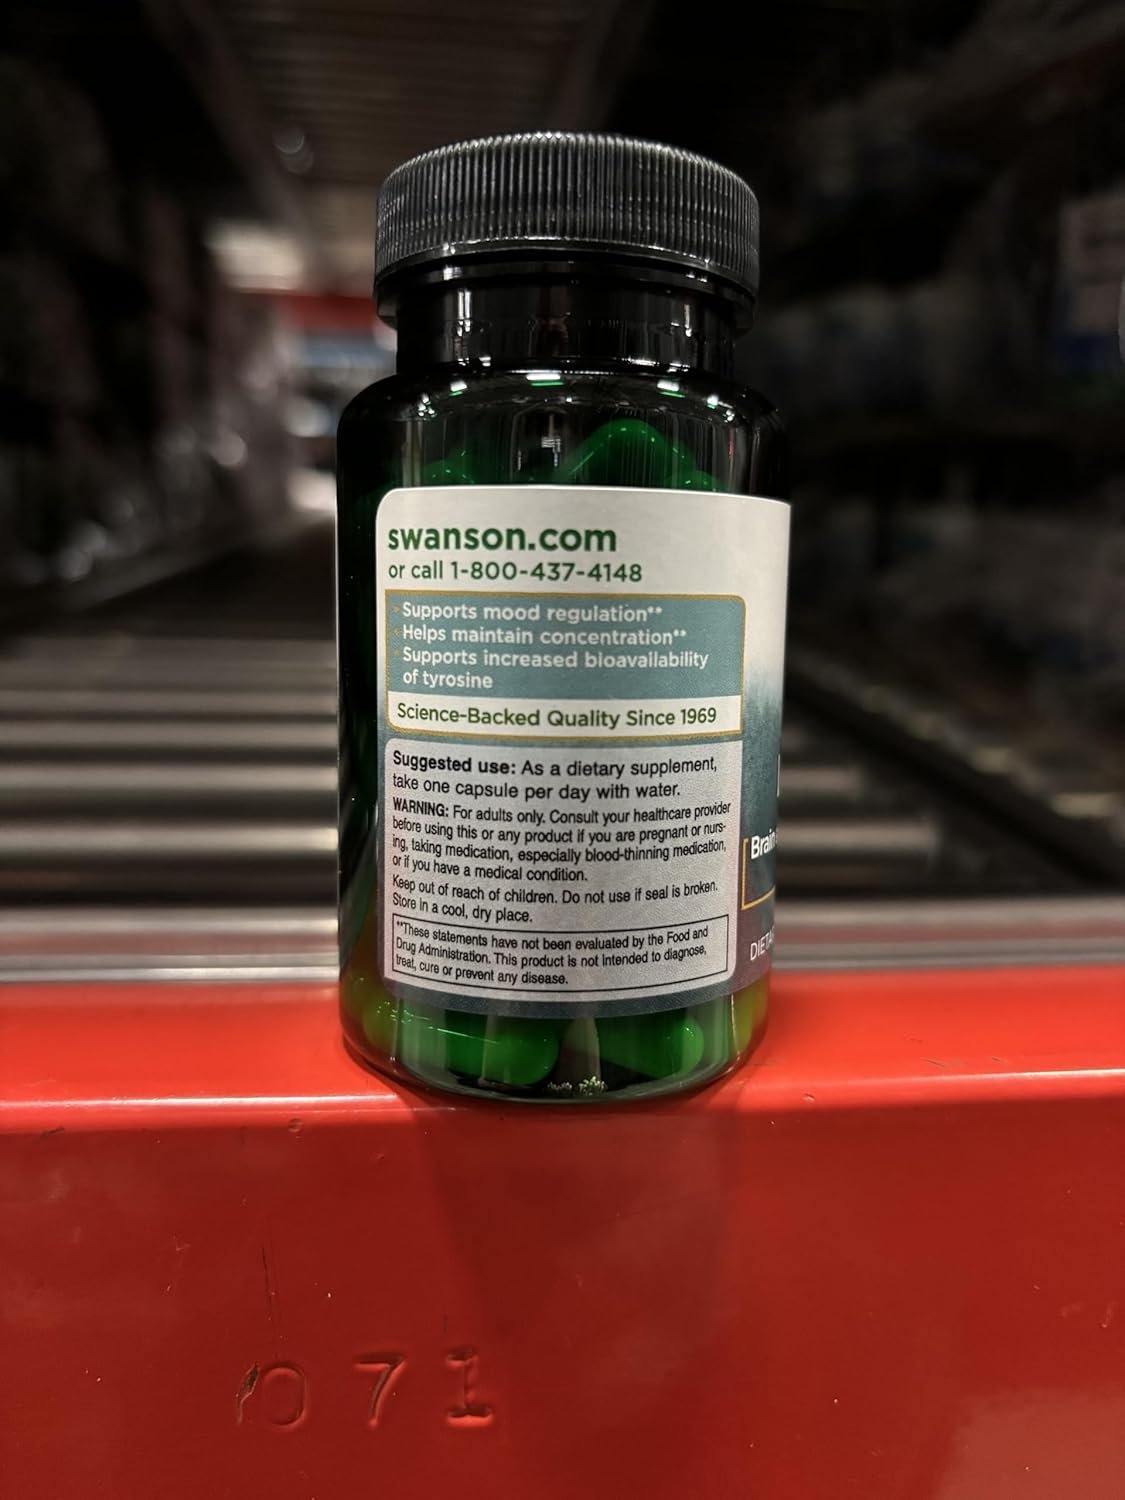 swanson.com
or call 1-800-437-4148
Supports mood regulation**
Helps maintain concentration**
Supports increased bioavailability
of tyrosine
Science-Backed Quality Since 1969
Suggested use: As a dietary supplement,
take one capsule per day with water.
WARNING: For adults only. Consult your healthcare provider
before using this or any product if you are pregnant or nurs-
ing, taking medication, especially blood-thinning medication,
or if you have a medical condition.
Keep out of reach of children. Do not use if seal is broken.
Store in a cool, dry place.
**These statements have not been evaluated by the Food and
Drug Administration. This product is not intended to diagnose,
treat, cure or prevent any disease.
Brain
DIETA
071